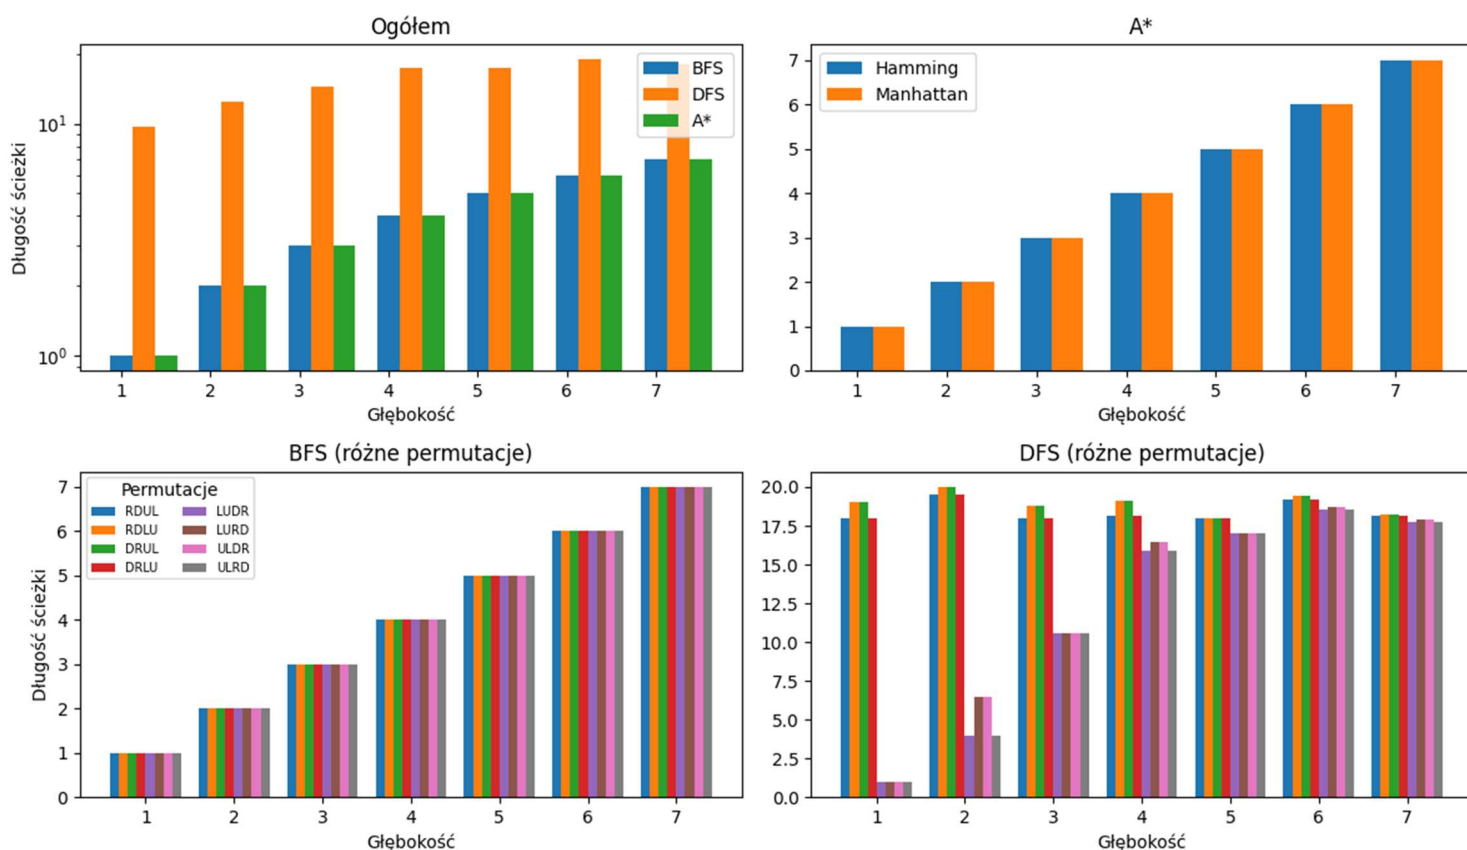 Ogółem
BFS
DFS
A*
10¹
10⁰
Długość ścieżki
1 2 3 4 5 6 7
Głębokość
A*
Hamming
Manhattan
7
6
5
4
3
2
1
0
1 2 3 4 5 6 7
Głębokość
BFS (różne permutacje)
Permutacje
RDUL LUDR
RDLU LURD
DRUL ULDR
DRLU ULRD
7
6
5
4
3
2
1
0
Długość ścieżki
1 2 3 4 5 6 7
Głębokość
DFS (różne permutacje)
20.0
17.5
15.0
12.5
10.0
7.5
5.0
2.5
0.0
1 2 3 4 5 6 7
Głębokość